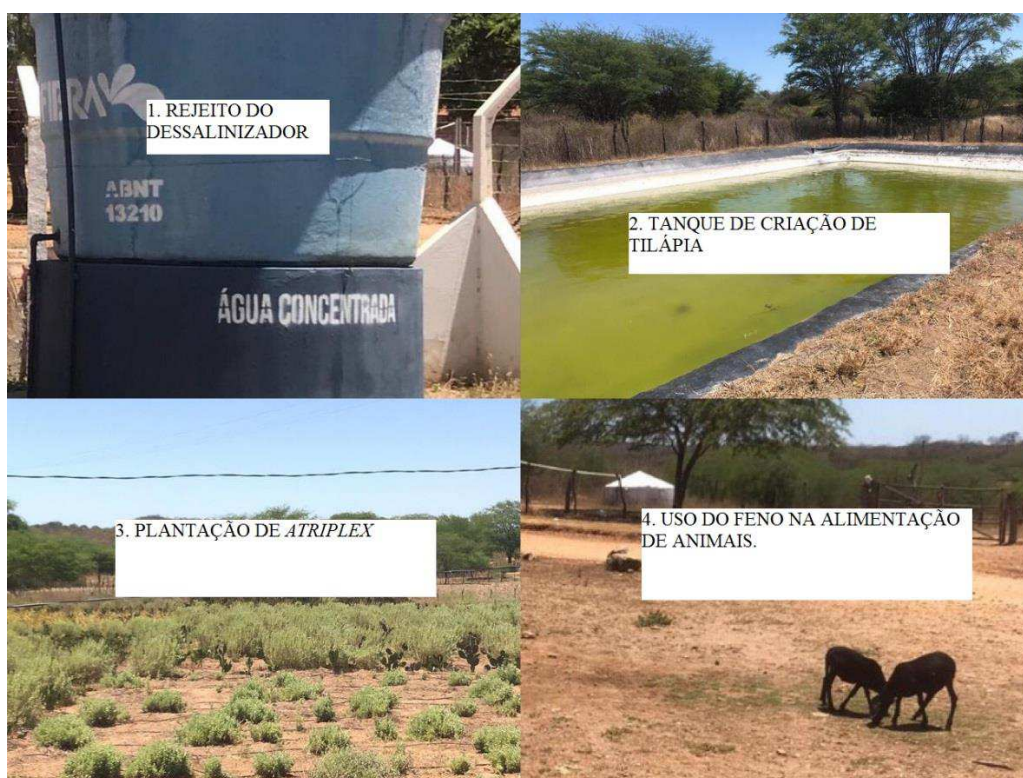 FIBRAV
1. REJEITO DO
DESSALINIZADOR
ABNT
13210
ÁGUA CONCENTRADA
2. TANQUE DE CRIAÇÃO DE
TILÁPIA
3. PLANTAÇÃO DE ATRIPLEX
4. USO DO FENO NA ALIMENTAÇÃO
DE ANIMAIS.